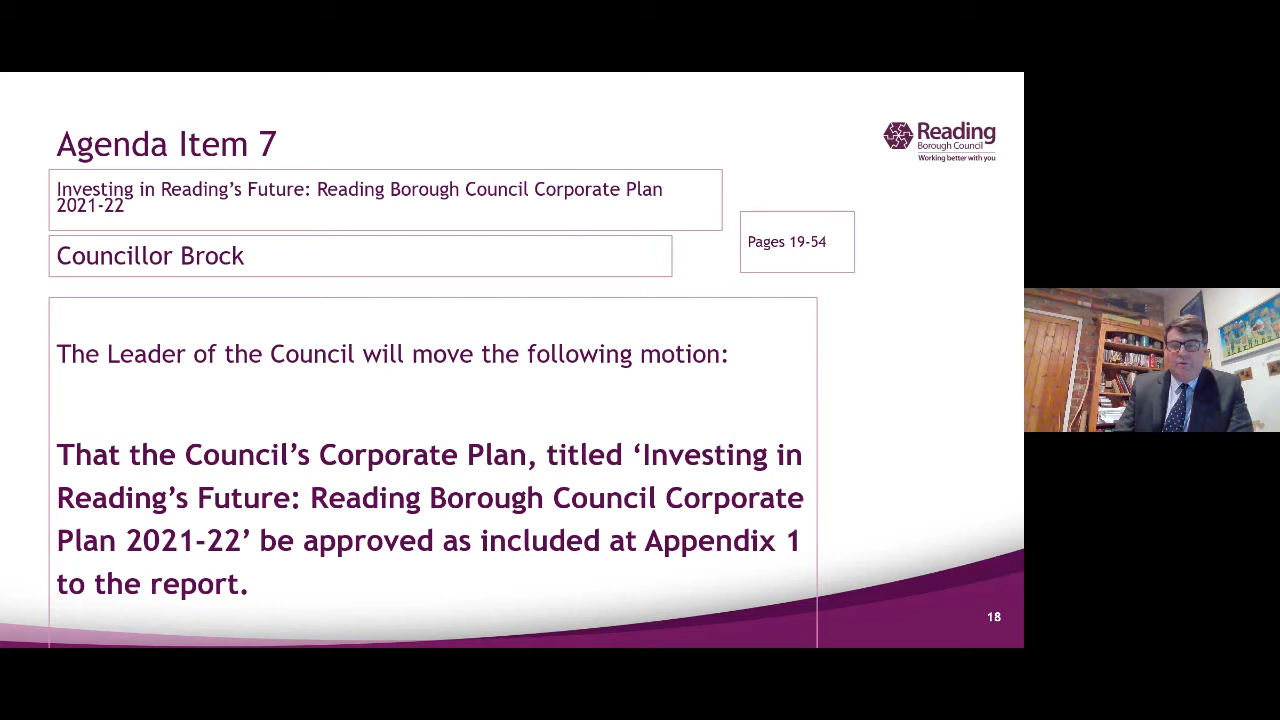 Agenda Item 7
Reading
Borough Council
Working better with you
Investing in Reading’s Future: Reading Borough Council Corporate Plan
2021-22
Pages 19-54
Councillor Brock
The Leader of the Council will move the following motion:
That the Council’s Corporate Plan, titled ‘Investing in
Reading’s Future: Reading Borough Council Corporate
Plan 2021-22’ be approved as included at Appendix 1
to the report.
18